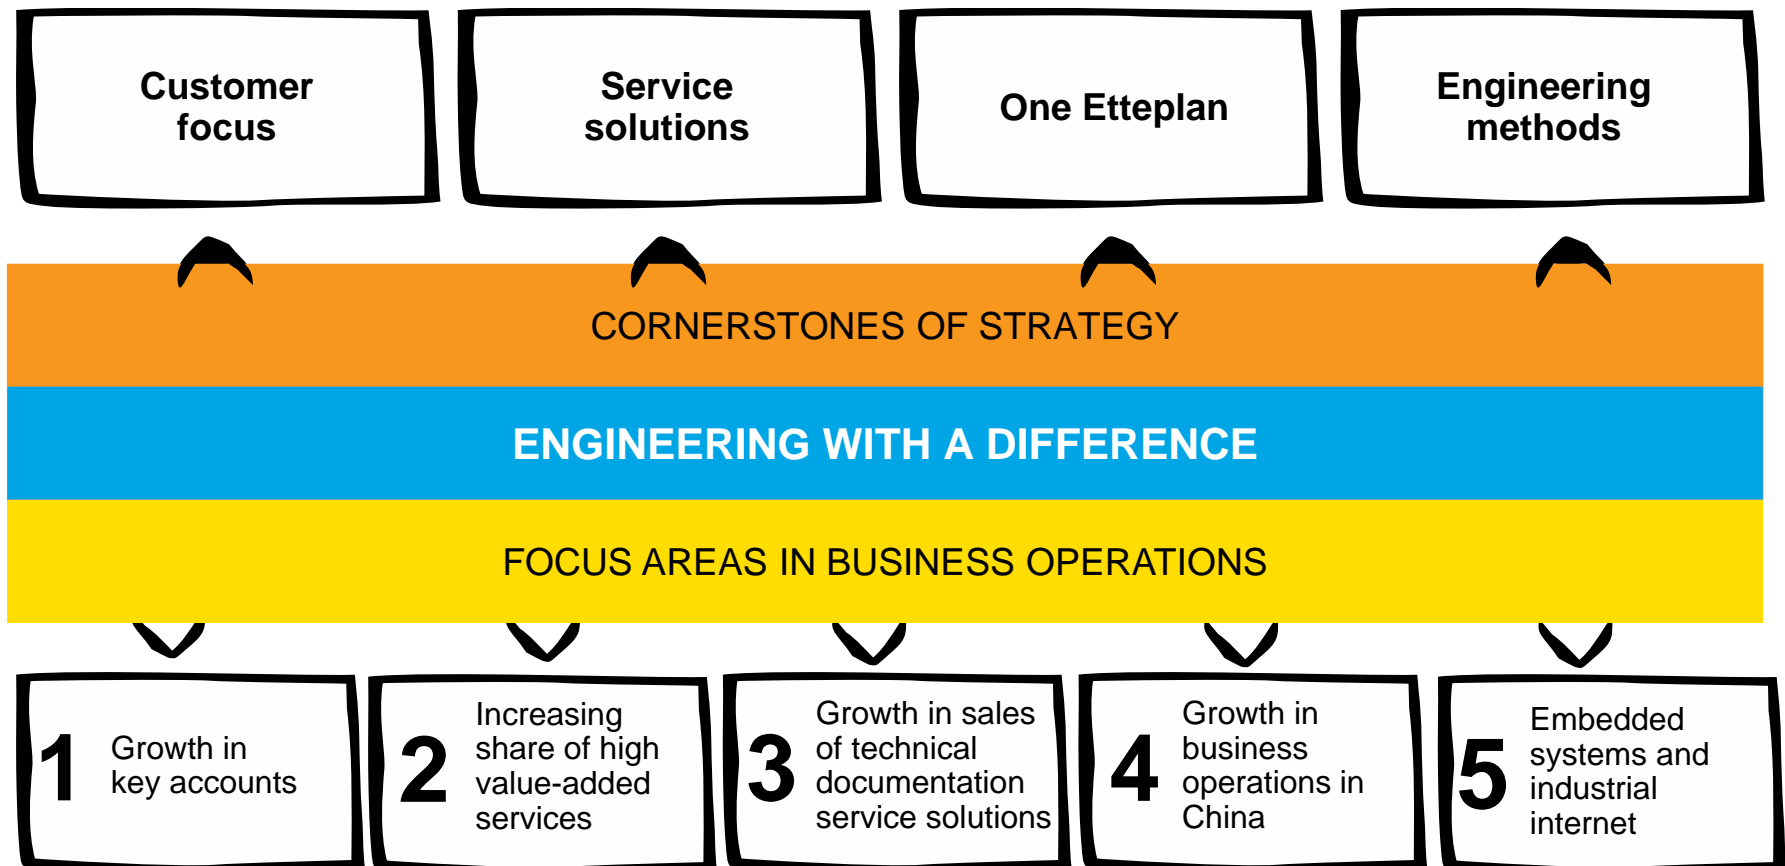 Customer
focus
Service
solutions
One Etteplan
Engineering
methods
CORNERSTONES OF STRATEGY
ENGINEERING WITH A DIFFERENCE
FOCUS AREAS IN BUSINESS OPERATIONS
1
Growth in
key accounts
2
Increasing
share of high
value-added
services
3
Growth in sales
of technical
documentation
service solutions
4
Growth in
business
operations in
China
5
Embedded
systems and
industrial
internet